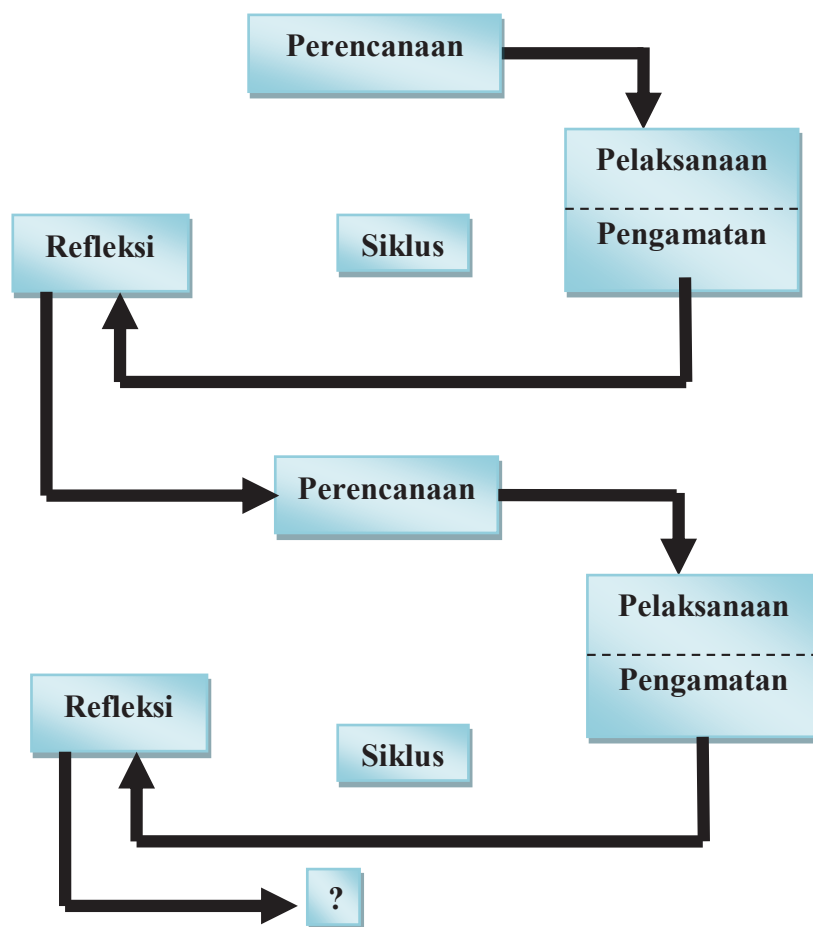 Perencanaan
Pelaksanaan
Pengamatan
Refleksi
Siklus
Perencanaan
Pelaksanaan
Pengamatan
Refleksi
Siklus
?